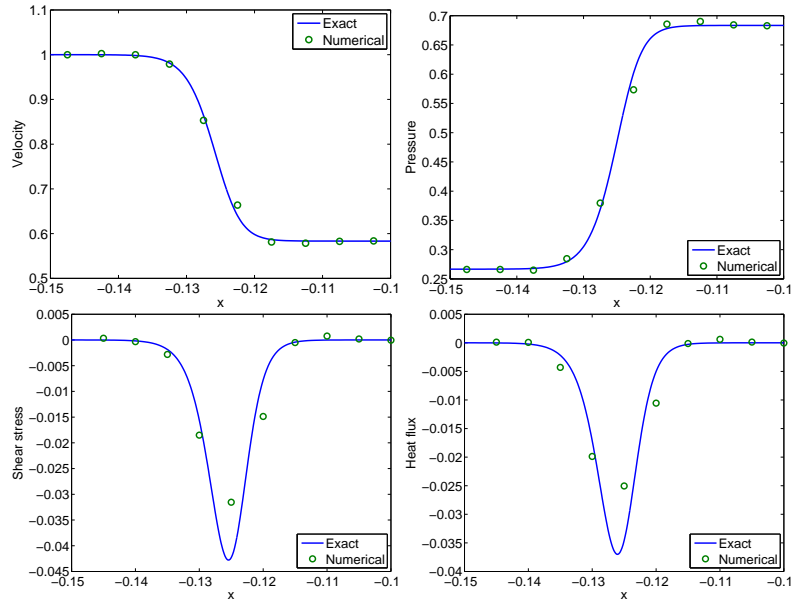 1.1
1
0.9
0.8
0.7
0.6
0.5
Velocity
−0.15 −0.14 −0.13 −0.12 −0.11 −0.1
x
Exact
Numerical
0.7
0.65
0.6
0.55
0.5
0.45
0.4
0.35
0.3
0.25
Pressure
−0.15 −0.14 −0.13 −0.12 −0.11 −0.1
x
Exact
Numerical
0.005
0
−0.005
−0.01
−0.015
−0.02
−0.025
−0.03
−0.035
−0.04
−0.045
Shear stress
−0.15 −0.14 −0.13 −0.12 −0.11 −0.1
x
Exact
Numerical
0.005
0
−0.005
−0.01
−0.015
−0.02
−0.025
−0.03
−0.035
−0.04
Heat flux
−0.15 −0.14 −0.13 −0.12 −0.11 −0.1
x
Exact
Numerical